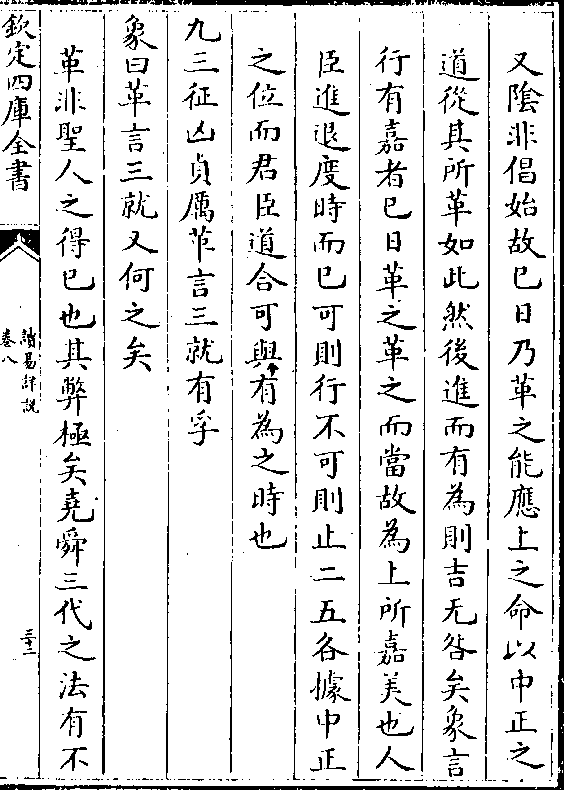 又隂非倡始故巳日乃革之能應上之命以中正之
道從其所革如此然後進而有為則吉无咎矣象言
行有嘉者巳日革之革之而當故為上所嘉美也人
臣進退度時而已可則行不可則止二五各據中正
之位而君臣道合可與有為之時也
九三征凶貞厲革言三就有孚
象曰革言三就又何之矣
革非聖人之得已也其弊極矣堯舜三代之法有不
欽定四庫全書
讀易詳說
卷八
三十二